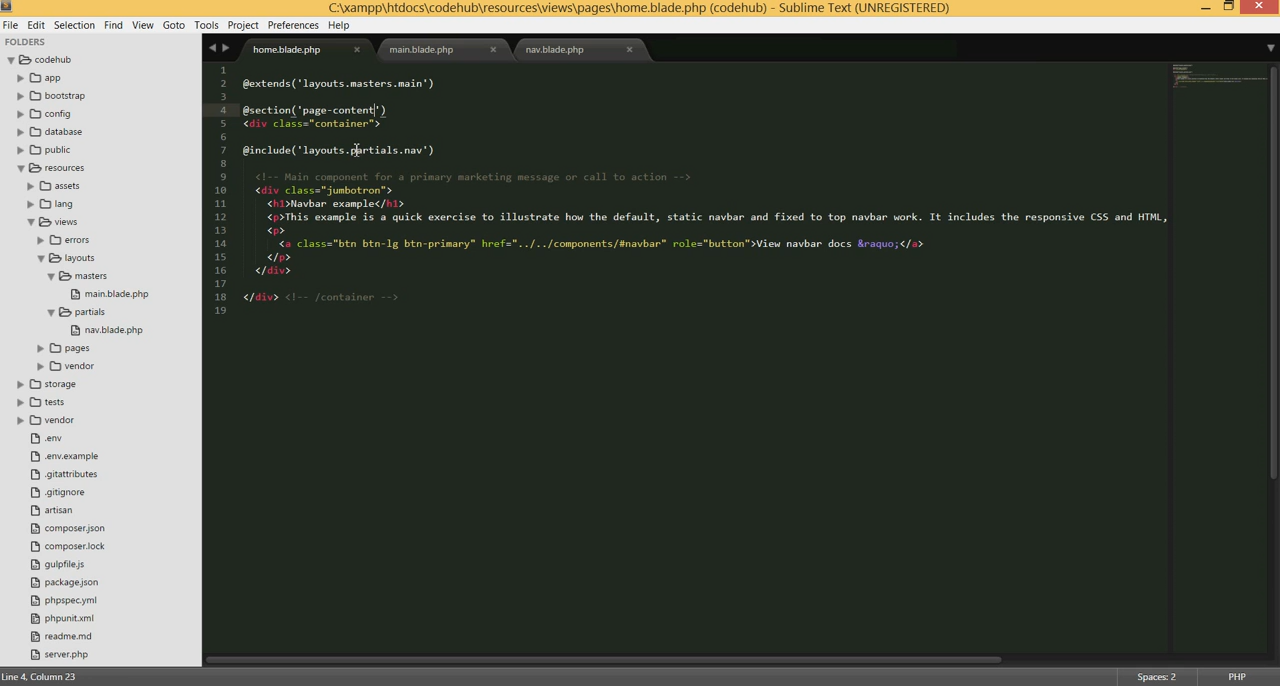 C:\xampp\htdocs\codehub\resources\views\pages\home.blade.php (codehub) - Sublime Text (UNREGISTERED)
File Edit Selection Find View Goto Tools Project Preferences Help
FOLDERS
codehub
app
bootstrap
config
database
public
resources
assets
lang
views
errors
layouts
masters
main.blade.php
partials
nav.blade.php
pages
vendor
storage
tests
vendor
.env
.env.example
.gitattributes
.gitignore
artisan
composer.json
composer.lock
gulpfile.js
package.json
phpspec.yml
phpunit.xml
readme.md
server.php
home.blade.php × main.blade.php × nav.blade.php ×
1
2 @extends('layouts.masters.main')
3
4 @section('page-content')
5 <div class="container">
6
7 @include('layouts.partials.nav')
8
9 <!-- Main component for a primary marketing message or call to action -->
10 <div class="jumbotron">
11 <h1>Navbar example</h1>
12 <p>This example is a quick exercise to illustrate how the default, static navbar and fixed to top navbar work. It includes the responsive CSS and HTML,
13 <p>
14 <a class="btn btn-lg btn-primary" href="../../components/#navbar" role="button">View navbar docs &raquo;</a>
15 </p>
16 </div>
17
18 </div> <!-- /container -->
19
Line 4, Column 23
Spaces: 2
PHP